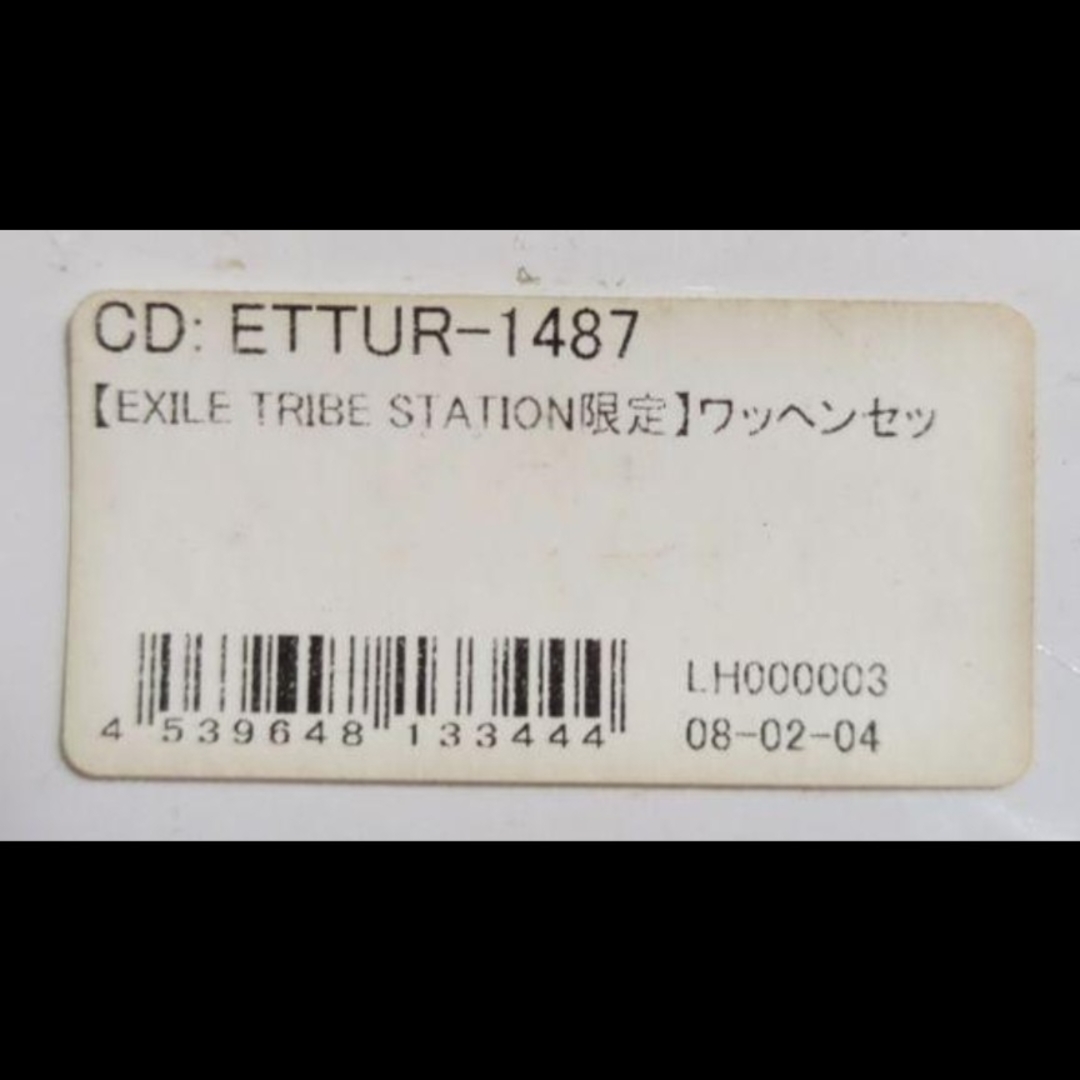 CD: ETTUR-1487
【EXILE TRIBE STATION限定】ワッペンセッ
4 539648 133444
LH000003
08-02-04